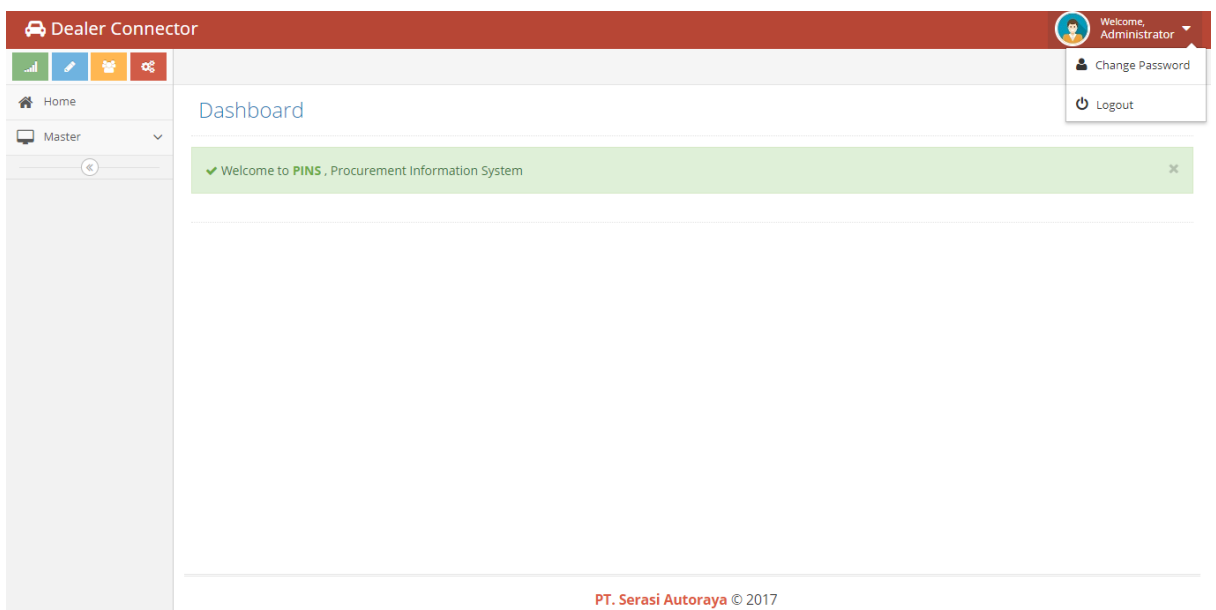 Dealer Connector
Welcome,
Administrator
Change Password
Logout
Home
Master
Dashboard
Welcome to PINS , Procurement Information System
PT. Serasi Autoraya © 2017